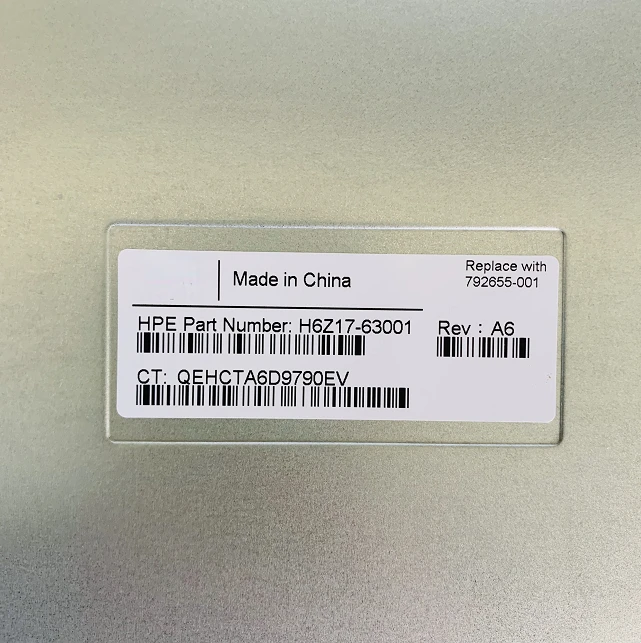 Made in China
Replace with
792655-001
HPE Part Number: H6Z17-63001
Rev : A6
CT: QEHCTA6D9790EV